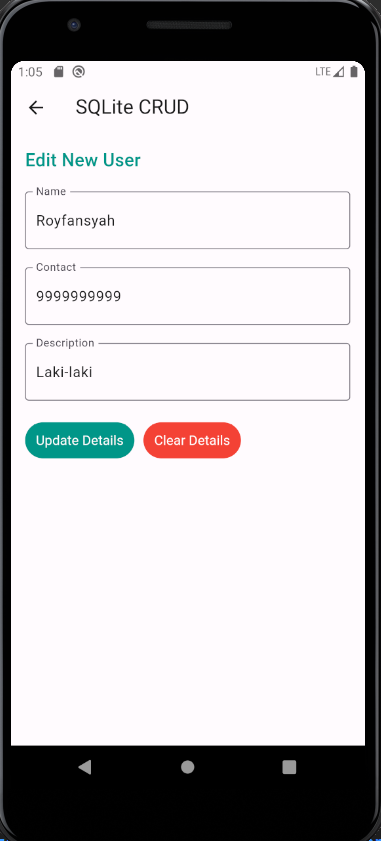 1:05 LTE
SQLite CRUD
Edit New User
Name
Royfansyah
Contact
9999999999
Description
Laki-laki
Update Details Clear Details